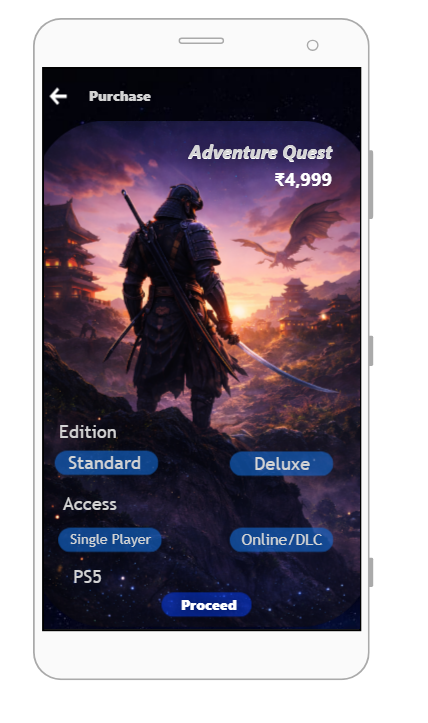 Purchase
Adventure Quest
₹4,999
Edition
Standard
Deluxe
Access
Single Player
Online/DLC
PS5
Proceed